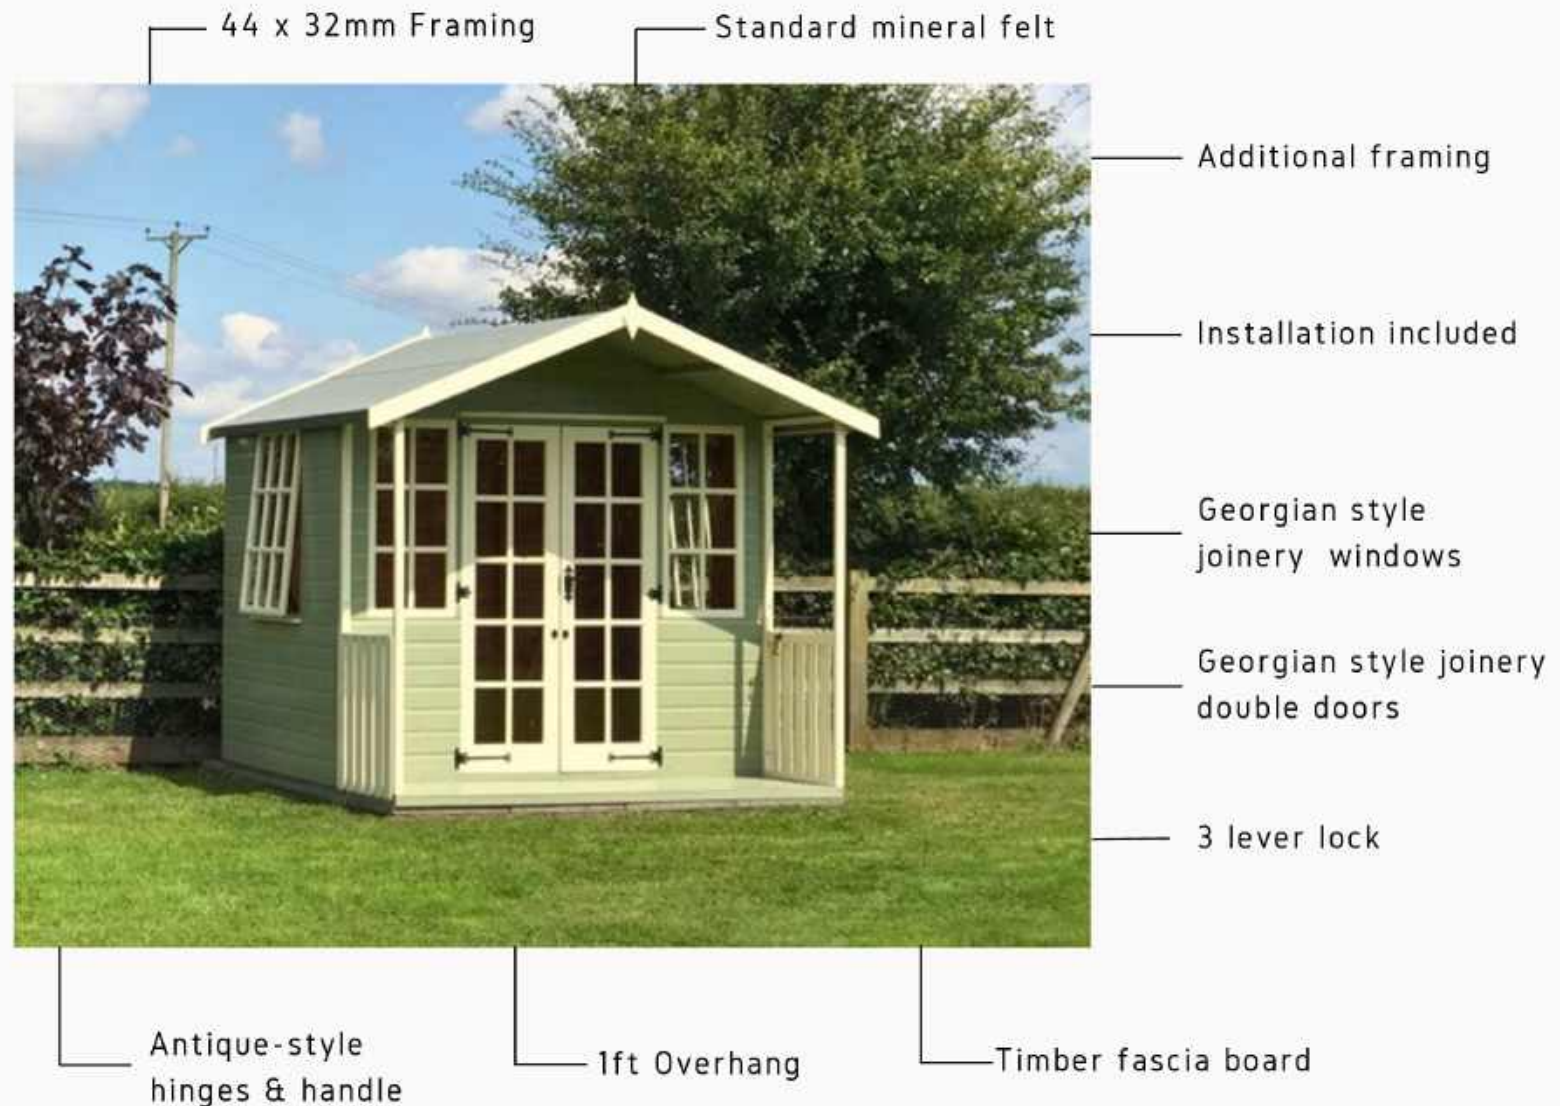 44 x 32mm Framing
Standard mineral felt
Additional framing
Installation included
Georgian style
joinery windows
Georgian style joinery
double doors
3 lever lock
Antique-style
hinges & handle
1ft Overhang
Timber fascia board